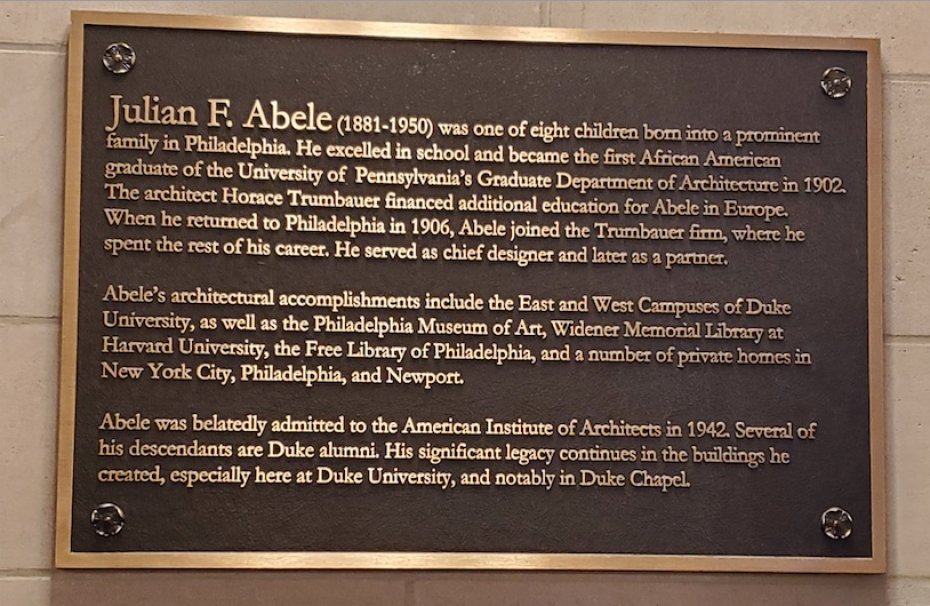 Julian F. Abele (1881-1950) was one of eight children born into a prominent
family in Philadelphia. He excelled in school and became the first African American
graduate of the University of Pennsylvania's Graduate Department of Architecture in 1902.
The architect Horace Trumbauer financed additional education for Abele in Europe.
When he returned to Philadelphia in 1906, Abele joined the Trumbauer firm, where he
spent the rest of his career. He served as chief designer and later as a partner.
Abele's architectural accomplishments include the East and West Campuses of Duke
University, as well as the Philadelphia Museum of Art, Widener Memorial Library at
Harvard University, the Free Library of Philadelphia, and a number of private homes in
New York City, Philadelphia, and Newport.
Abele was belatedly admitted to the American Institute of Architects in 1942. Several of
his descendants are Duke alumni. His significant legacy continues in the buildings he
created, especially here at Duke University, and notably in Duke Chapel.